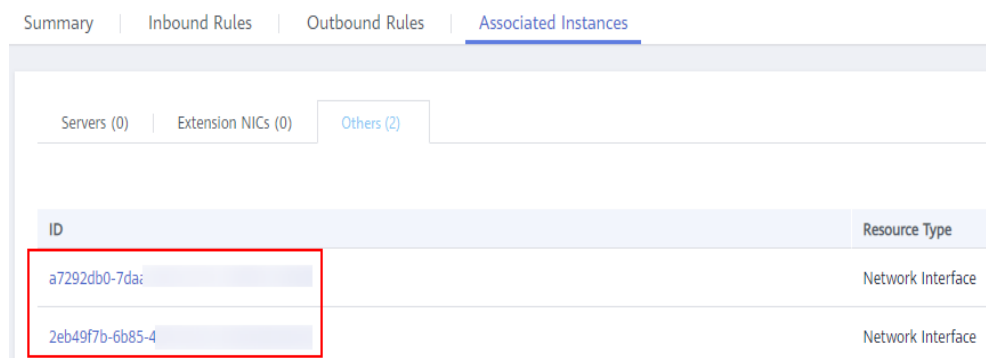 Summary Inbound Rules Outbound Rules Associated Instances
Servers (0) Extension NICs (0) Others (2)
ID Resource Type
a7292db0-7daa Network Interface
2eb49f7b-6b85-4 Network Interface